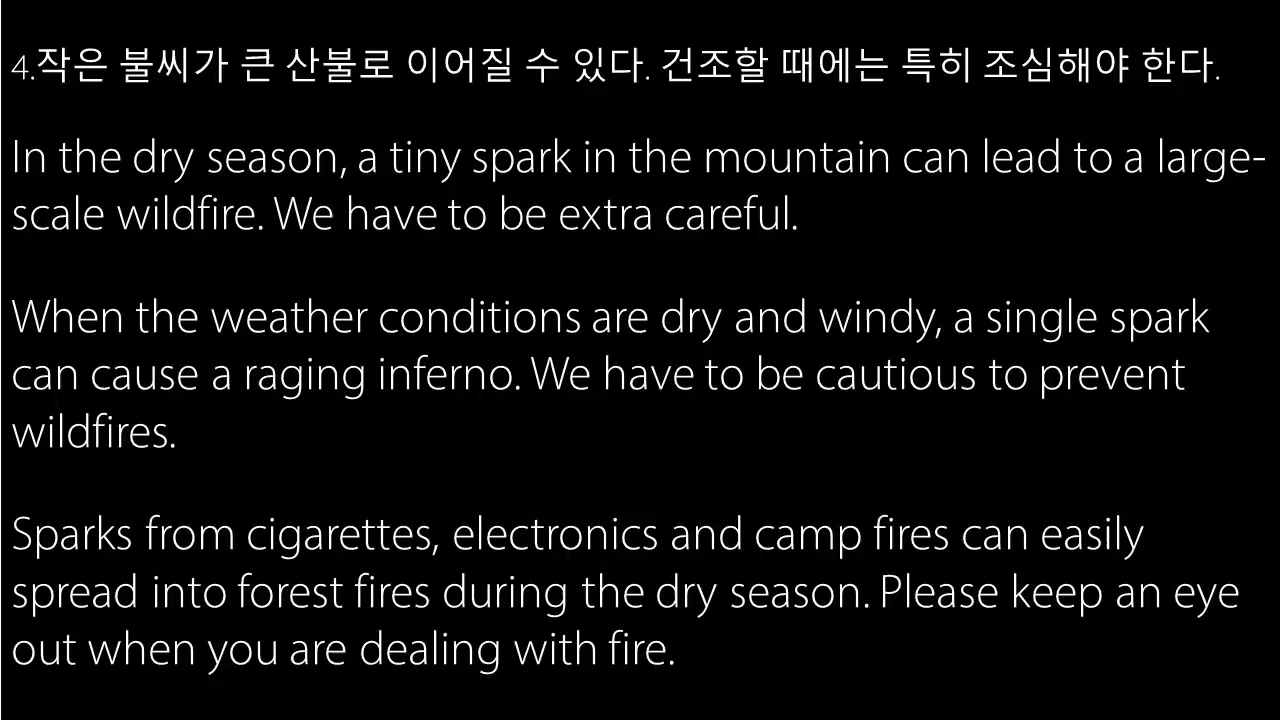 4.작은 불씨가 큰 산불로 이어질 수 있다. 건조할 때에는 특히 조심해야 한다.
In the dry season, a tiny spark in the mountain can lead to a large-
scale wildfire. We have to be extra careful.
When the weather conditions are dry and windy, a single spark
can cause a raging inferno. We have to be cautious to prevent
wildfires.
Sparks from cigarettes, electronics and camp fires can easily
spread into forest fires during the dry season. Please keep an eye
out when you are dealing with fire.